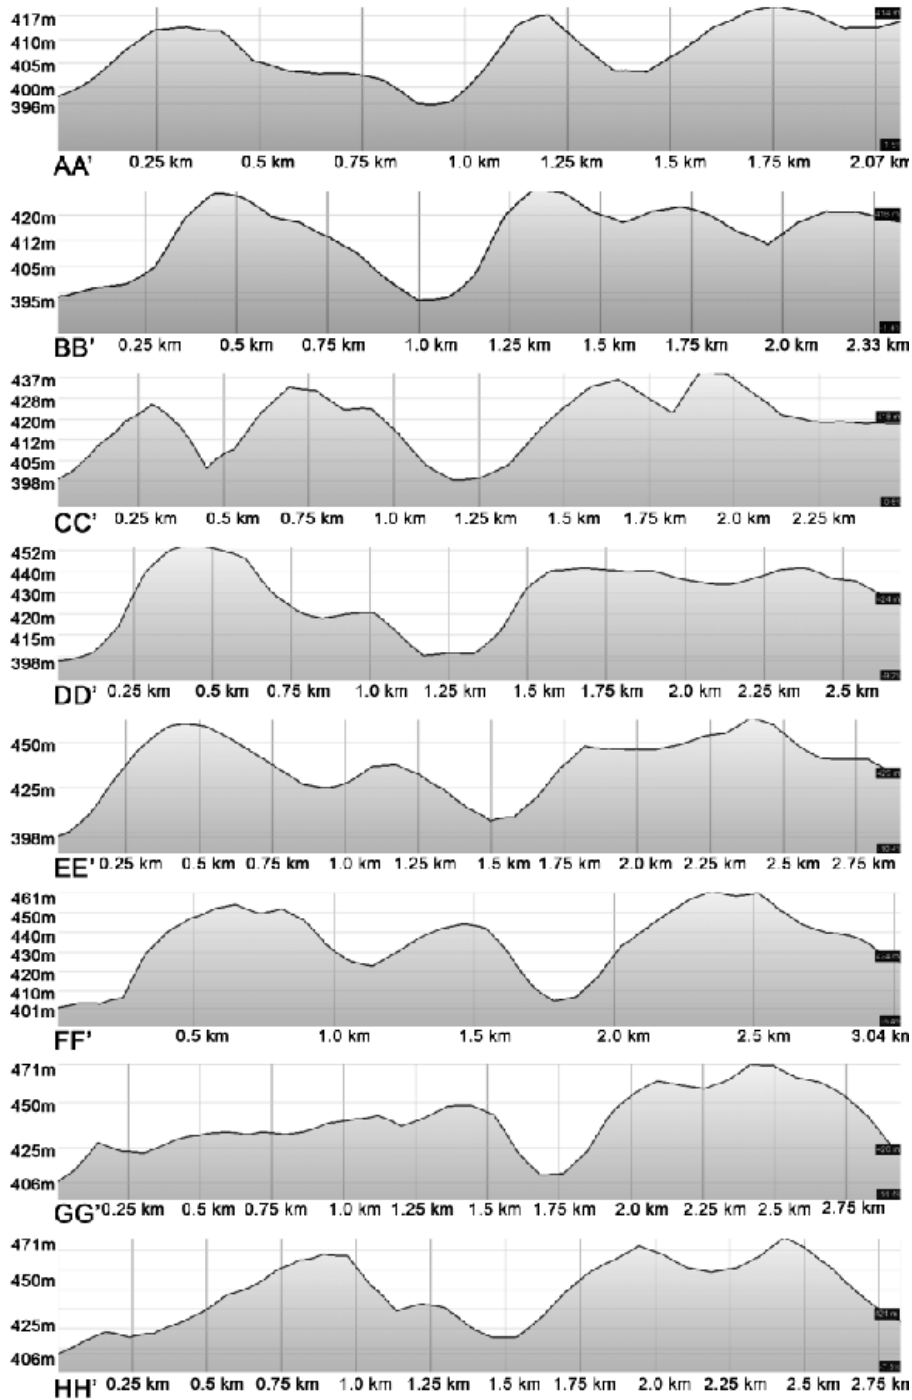 417m
410m
405m
400m
396m
AA' 0.25 km 0.5 km 0.75 km 1.0 km 1.25 km 1.5 km 1.75 km 2.07 km
420m
412m
405m
395m
BB' 0.25 km 0.5 km 0.75 km 1.0 km 1.25 km 1.5 km 1.75 km 2.0 km 2.33 km
437m
428m
420m
412m
405m
398m
CC' 0.25 km 0.5 km 0.75 km 1.0 km 1.25 km 1.5 km 1.75 km 2.0 km 2.25 km
452m
440m
430m
420m
415m
398m
DD' 0.25 km 0.5 km 0.75 km 1.0 km 1.25 km 1.5 km 1.75 km 2.0 km 2.25 km 2.5 km
450m
425m
398m
EE' 0.25 km 0.5 km 0.75 km 1.0 km 1.25 km 1.5 km 1.75 km 2.0 km 2.25 km 2.5 km 2.75 km
461m
450m
440m
430m
420m
410m
401m
FF' 0.5 km 1.0 km 1.5 km 2.0 km 2.5 km 3.04 km
471m
450m
425m
406m
GG' 0.25 km 0.5 km 0.75 km 1.0 km 1.25 km 1.5 km 1.75 km 2.0 km 2.25 km 2.5 km 2.75 km
471m
450m
425m
406m
HH' 0.25 km 0.5 km 0.75 km 1.0 km 1.25 km 1.5 km 1.75 km 2.0 km 2.25 km 2.5 km 2.75 km